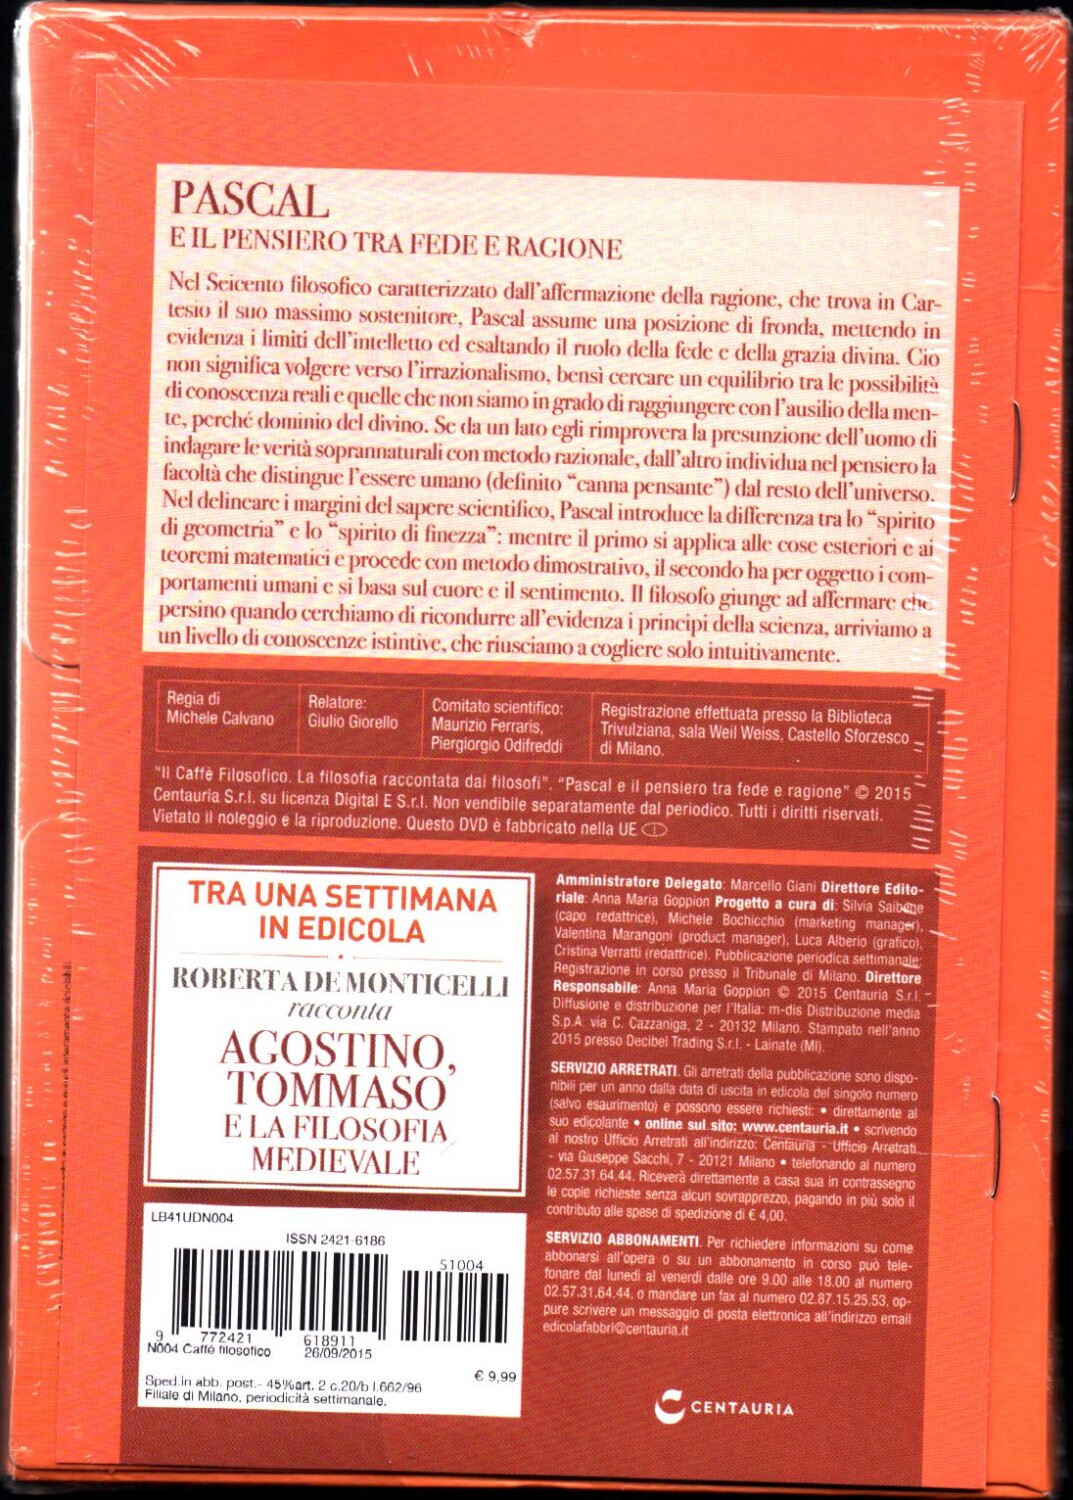 PASCAL
E IL PENSIERO TRA FEDE E RAGIONE
Nel Seicento filosofico caratterizzato dall'affermazione della ragione, che trova in Car-
tesio il suo massimo sostenitore, Pascal assume una posizione di fronda, mettendo in
evidenza i limiti dell'intelletto ed esaltando il ruolo della fede e della grazia divina. Ciò
non significa volgere verso l'irrazionalismo, bensì cercare un equilibrio tra le possibilità
di conoscenza reali e quelle che non siamo in grado di raggiungere con l'ausilio della men-
te, perché dominio del divino. Se da un lato egli rimprovera la presunzione dell'uomo di
indagare le verità soprannaturali con metodo razionale, dall'altro individua nel pensiero la
facoltà che distingue l'essere umano (definito "canna pensante") dal resto dell'universo.
Nel delineare i margini del sapere scientifico, Pascal introduce la differenza tra lo "spirito
di geometria" e lo "spirito di finezza": mentre il primo si applica alle cose esteriori e ai
teoremi matematici e procede con metodo dimostrativo, il secondo ha per oggetto i com-
portamenti umani e si basa sul cuore e il sentimento. Il filosofo giunge ad affermare che
persino quando cerchiamo di ricondurre all'evidenza i principi della scienza, arriviamo a
un livello di conoscenze istintive, che riusciamo a cogliere solo intuitivamente.
Regia di
Michele Calvano
Relatore:
Giulio Giorello
Comitato scientifico:
Maurizio Ferraris,
Piergiorgio Odifreddi
Registrazione effettuata presso la Biblioteca
Trivulziana, sala Weil Weiss, Castello Sforzesco
di Milano.
"Il Caffè Filosofico. La filosofia raccontata dai filosofi". "Pascal e il pensiero tra fede e ragione" © 2015
Centauria S.r.l. su licenza Digital E S.r.l. Non vendibile separatamente dal periodico. Tutti i diritti riservati.
Vietato il noleggio e la riproduzione. Questo DVD è fabbricato nella UE
TRA UNA SETTIMANA
IN EDICOLA
ROBERTA DE MONTICELLI
racconta
AGOSTINO,
TOMMASO
E LA FILOSOFIA
MEDIEVALE
LB41UDN004
ISSN 2421-6186
51004
9 772421 618911
N004 Caffè filosofico 26/09/2015
€ 9,99
Sped.in abb. post.- 45%art. 2 c.20/b l.662/96
Filiale di Milano, periodicità settimanale.
Amministratore Delegato: Marcello Giani Direttore Edito-
riale: Anna Maria Goppion Progetto a cura di: Silvia Saibene
(capo redattrice), Michele Bochicchio (marketing manager),
Valentina Marangoni (product manager), Luca Alberio (grafico),
Cristina Verratti (redattrice). Pubblicazione periodica settimanale:
Registrazione in corso presso il Tribunale di Milano. Direttore
Responsabile: Anna Maria Goppion © 2015 Centauria S.r.l.
Diffusione e distribuzione per l'Italia: m-dis Distribuzione media
S.p.A. via C. Cazzaniga, 2 - 20132 Milano. Stampato nell'anno
2015 presso Decibel Trading S.r.l. - Lainate (MI).
SERVIZIO ARRETRATI. Gli arretrati della pubblicazione sono dispo-
nibili per un anno dalla data di uscita in edicola del singolo numero
(salvo esaurimento) e possono essere richiesti: • direttamente al
suo edicolante • online sul sito: www.centauria.it • scrivendo
al nostro Ufficio Arretrati all'indirizzo: Centauria - Ufficio Arretrati
- via Giuseppe Sacchi, 7 - 20121 Milano • telefonando al numero
02.57.31.64.44. Riceverà direttamente a casa sua in contrassegno
le copie richieste senza alcun sovrapprezzo, pagando in più solo il
contributo alle spese di spedizione di € 4,00.
SERVIZIO ABBONAMENTI. Per richiedere informazioni su come
abbonarsi all'opera o su un abbonamento in corso può tele-
fonare dal lunedì al venerdì dalle ore 9.00 alle 18.00 al numero
02.57.31.64.44, o mandare un fax al numero 02.87.15.25.53, op-
pure scrivere un messaggio di posta elettronica all'indirizzo email
edicolafabbri@centauria.it
CENTAURIA